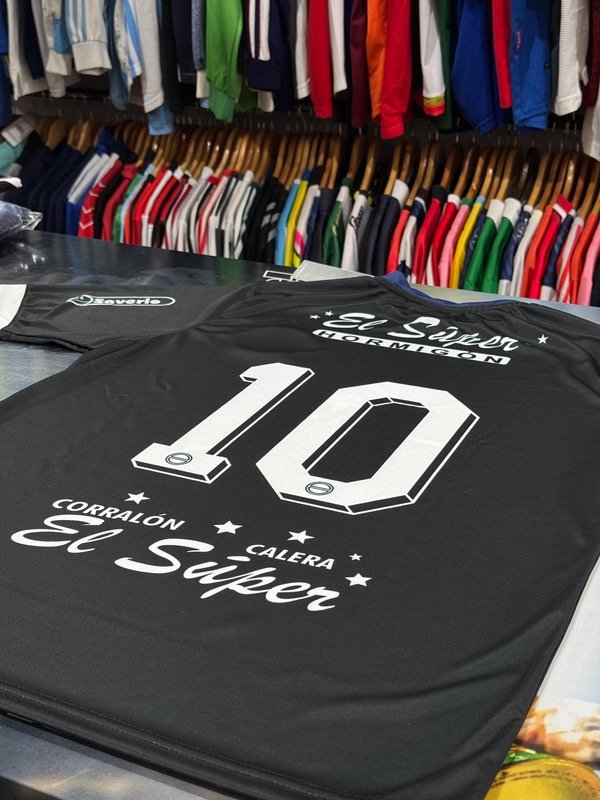 Saverio
El Súper
HORMIGÓN
10
CORRALÓN
CALERA
El Súper